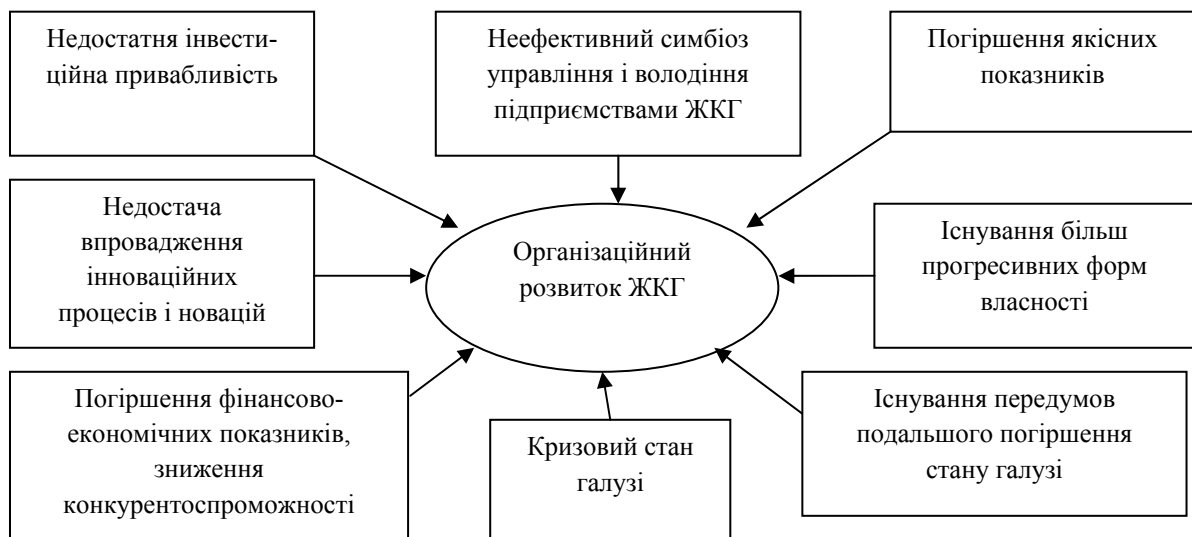 Недостатня інвести-
ційна привабливість
Неефективний симбіоз
управління і володіння
підприємствами ЖКГ
Погіршення якісних
показників
Недостача
впровадження
інноваційних
процесів і новацій
Організаційний
розвиток ЖКГ
Існування більш
прогресивних форм
власності
Погіршення фінансово-
економічних показників,
зниження
конкурентоспроможності
Кризовий стан
галузі
Існування передумов
подальшого погіршення
стану галузі